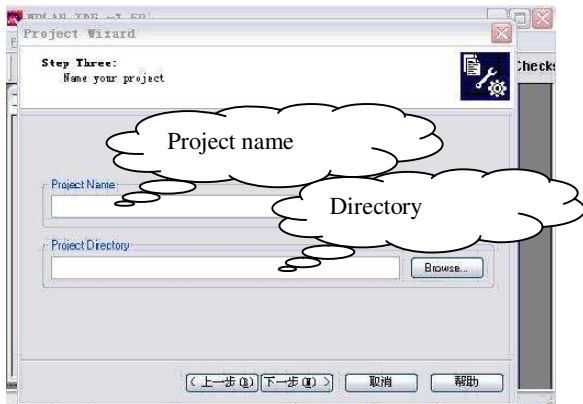 Project Wizard
Step Three:
Name your project
Checks
Project name
Project Name
Directory
Project Directory
Browse...
< 上一步(B) 下一步(N) > 取消 帮助